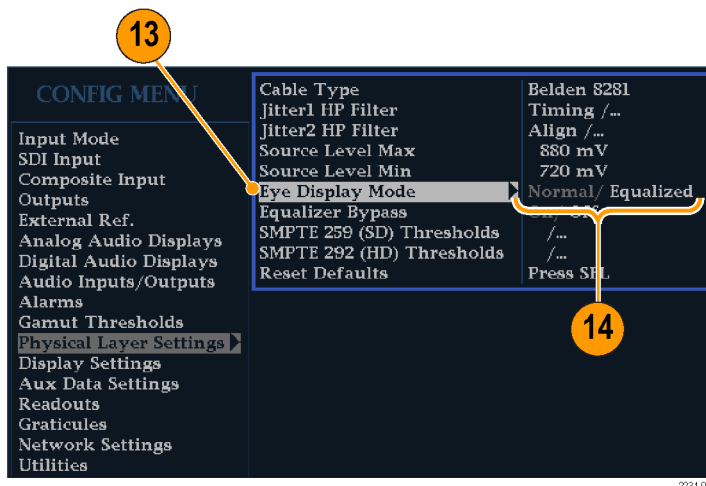 13
CONFIG MENU
Input Mode
SDI Input
Composite Input
Outputs
External Ref.
Analog Audio Displays
Digital Audio Displays
Audio Inputs/Outputs
Alarms
Gamut Thresholds
Physical Layer Settings
Display Settings
Aux Data Settings
Readouts
Graticules
Network Settings
Utilities
Cable Type Belden 8281
Jitter1 HP Filter Timing /...
Jitter2 HP Filter Align /...
Source Level Max 880 mV
Source Level Min 720 mV
Eye Display Mode Normal/ Equalized
Equalizer Bypass On/ Off
SMPTE 259 (SD) Thresholds /...
SMPTE 292 (HD) Thresholds /...
Reset Defaults Press SEL
14